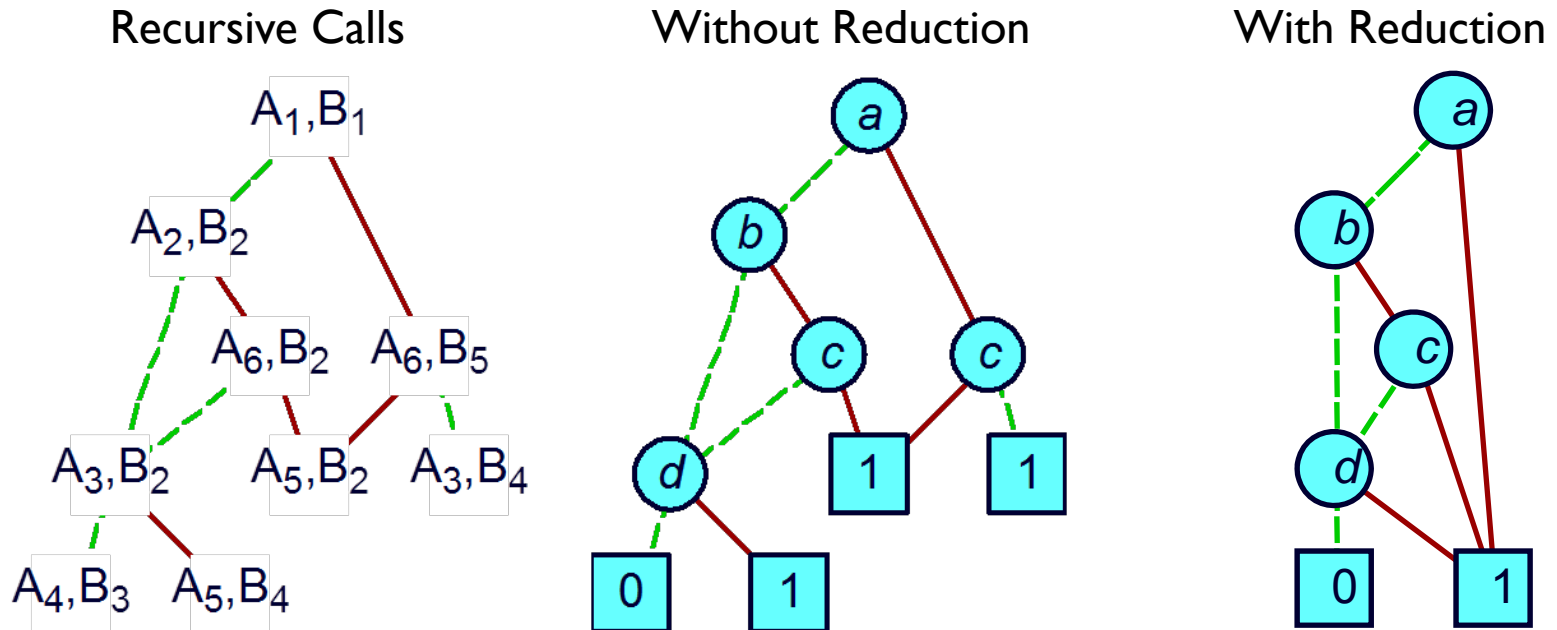 Recursive Calls
A1,B1
A2,B2
A6,B2 A6,B5
A3,B2 A5,B2 A3,B4
A4,B3 A5,B4
Without Reduction
a
b
c c
d 1 1
0 1
With Reduction
a
b
c
d
0 1